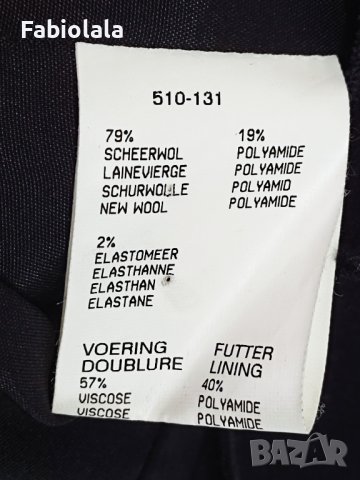 Fabiolala
510-131
79% 19%
SCHEERWOL POLYAMIDE
LAINEVIERGE POLYAMIDE
SCHURWOLLE POLYAMID
NEW WOOL POLYAMIDE
2%
ELASTOMEER
ELASTHANNE
ELASTHAN
ELASTANE
VOERING FUTTER
DOUBLURE LINING
57% 40%
VISCOSE POLYAMIDE
VISCOSE POLYAMIDE
BAZAR